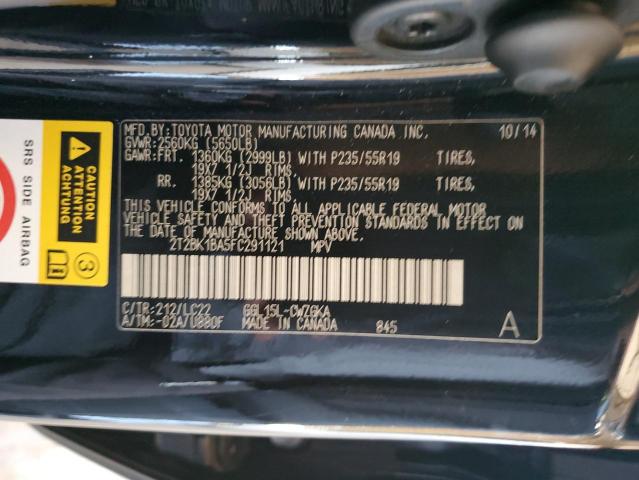 MFD.BY:TOYOTA MOTOR MANUFACTURING CANADA INC. 10/14
GVWR:2560KG (5650LB)
GAWR:FRT. 1360KG (2999LB) WITH P235/55R19 TIRES,
19X7 1/2J RIMS,
RR. 1385KG (3056LB) WITH P235/55R19 TIRES,
19X7 1/2J RIMS.
THIS VEHICLE CONFORMS TO ALL APPLICABLE FEDERAL MOTOR
VEHICLE SAFETY AND THEFT PREVENTION STANDARDS IN EFFECT ON
THE DATE OF MANUFACTURE SHOWN ABOVE.
2T2BK1BA5FC291121 MPV
C/TR:212/LC22 GGL15L-CWZGKA
A/TM:-02A/U880F MADE IN CANADA 845 A
SRS SIDE AIRBAG
CAUTION
ATTENTION
ACHTUNG
3